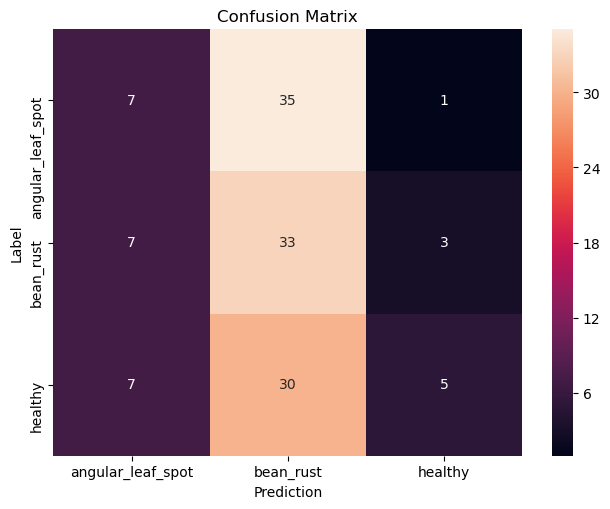 Confusion Matrix
Label
angular_leaf_spot
7 35 1
bean_rust
7 33 3
healthy
7 30 5
angular_leaf_spot bean_rust healthy
Prediction
30
24
18
12
6